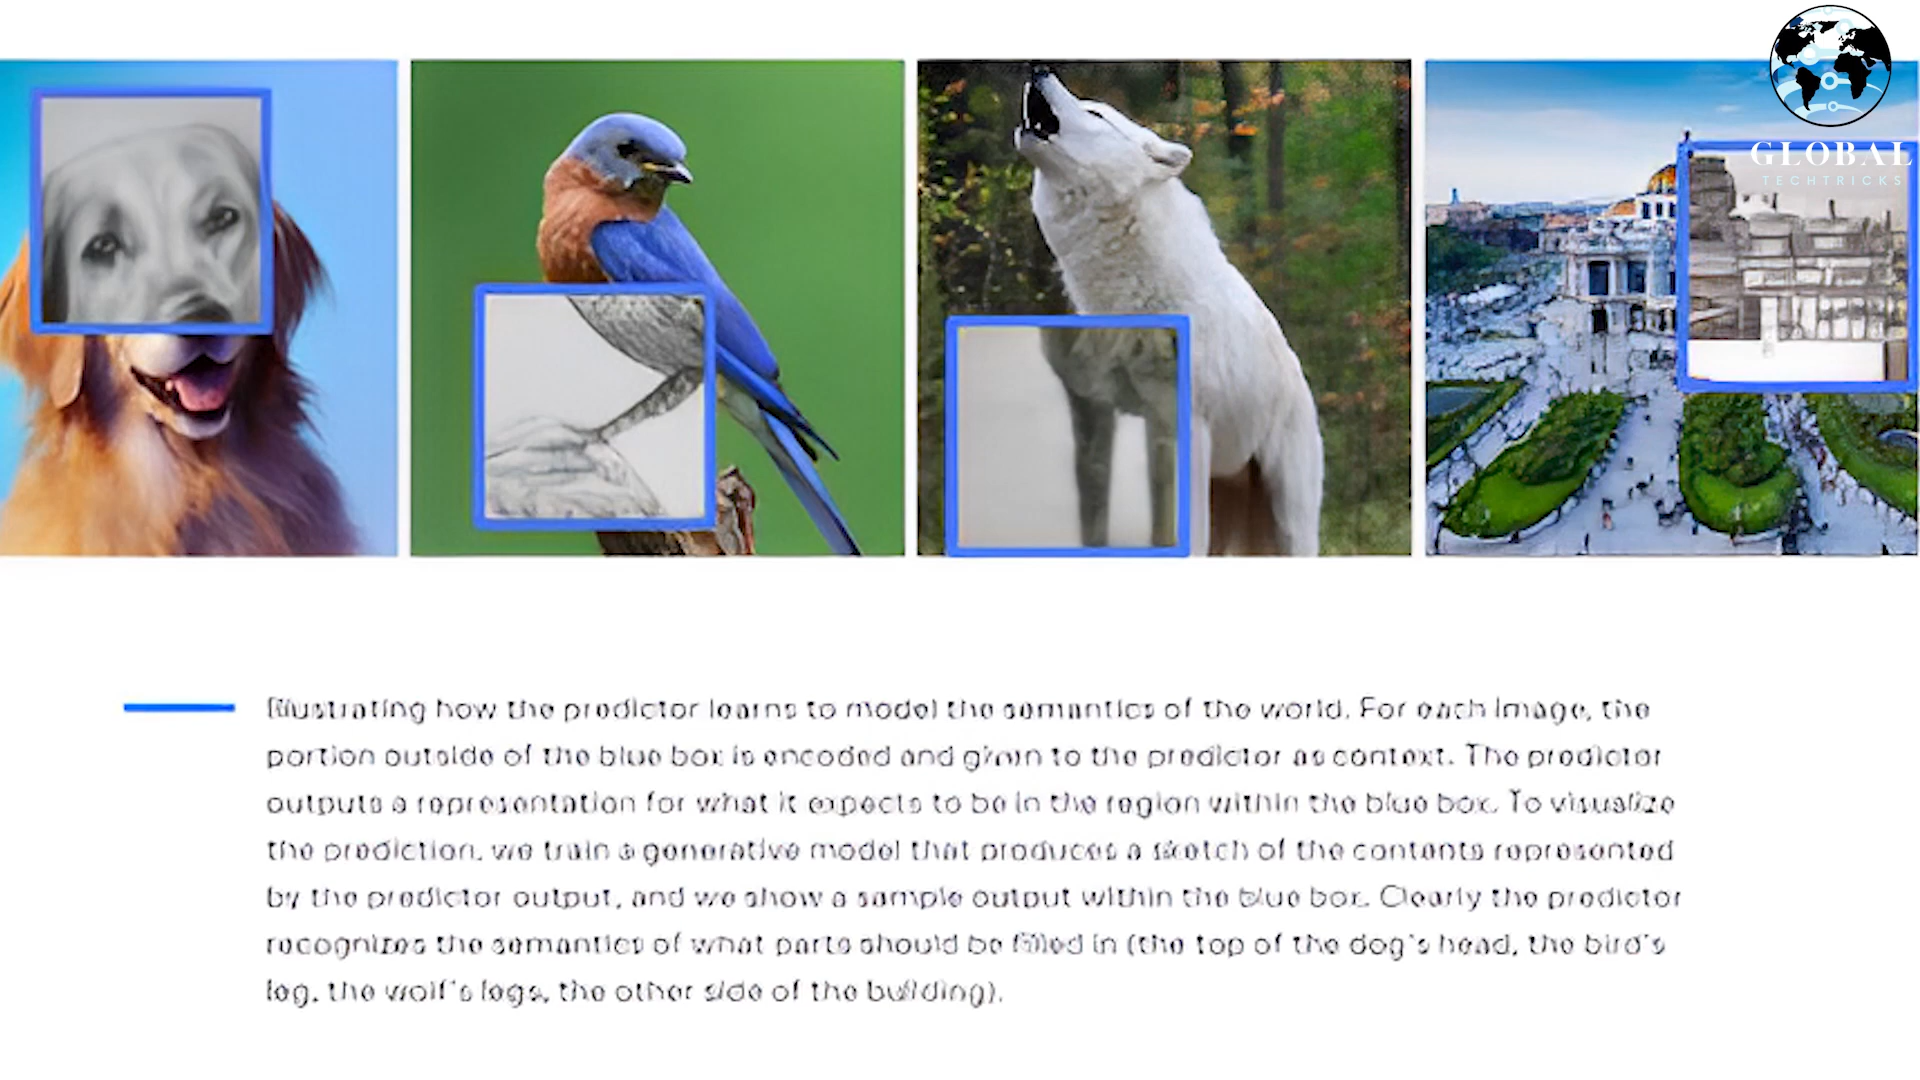 GLOBAL
TECHTRICKS
Illustrating how the predictor learns to model the semantics of the world. For each image, the
portion outside of the blue box is encoded and given to the predictor as context. The predictor
outputs a representation for what it expects to be in the region within the blue box. To visualize
the prediction, we train a generative model that produces a sketch of the contents represented
by the predictor output, and we show a sample output within the blue box. Clearly the predictor
recognizes the semantics of what parts should be filled in (the top of the dog's head, the bird's
leg, the wolf's legs, the other side of the building).